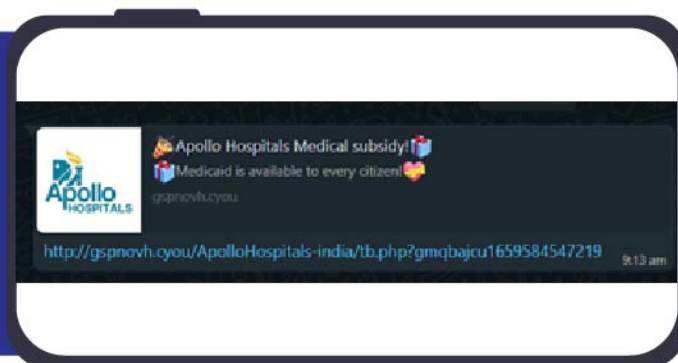 Apollo
HOSPITALS
🎉Apollo Hospitals Medical subsidy!🎁
🎁Medicaid is available to every citizen!💝
gspnovh.cyou
http://gspnovh.cyou/ApolloHospitals-india/tb.php?gmqbajcu1659584547219
9:13 am